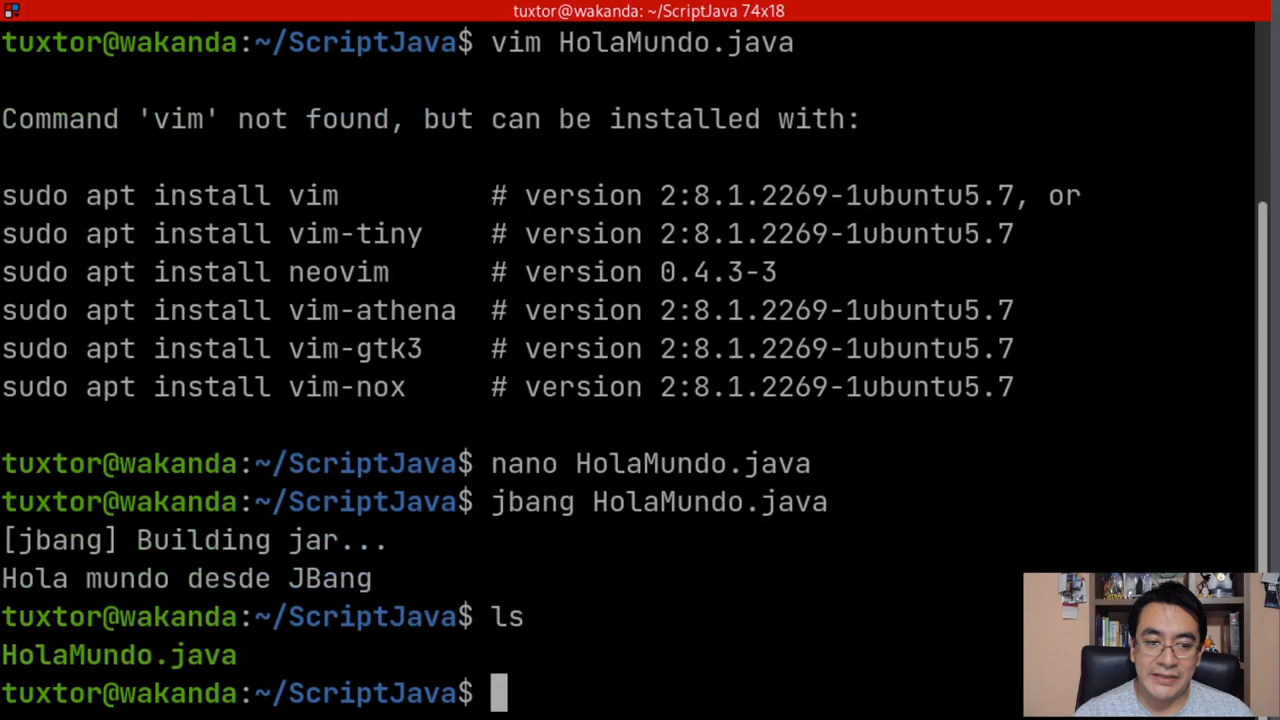 tuxtor@wakanda: ~/ScriptJava 74x18
tuxtor@wakanda:~/ScriptJava$ vim HolaMundo.java
Command 'vim' not found, but can be installed with:
sudo apt install vim         # version 2:8.1.2269-1ubuntu5.7, or
sudo apt install vim-tiny    # version 2:8.1.2269-1ubuntu5.7
sudo apt install neovim      # version 0.4.3-3
sudo apt install vim-athena  # version 2:8.1.2269-1ubuntu5.7
sudo apt install vim-gtk3    # version 2:8.1.2269-1ubuntu5.7
sudo apt install vim-nox     # version 2:8.1.2269-1ubuntu5.7
tuxtor@wakanda:~/ScriptJava$ nano HolaMundo.java
tuxtor@wakanda:~/ScriptJava$ jbang HolaMundo.java
[jbang] Building jar...
Hola mundo desde JBang
tuxtor@wakanda:~/ScriptJava$ ls
HolaMundo.java
tuxtor@wakanda:~/ScriptJava$